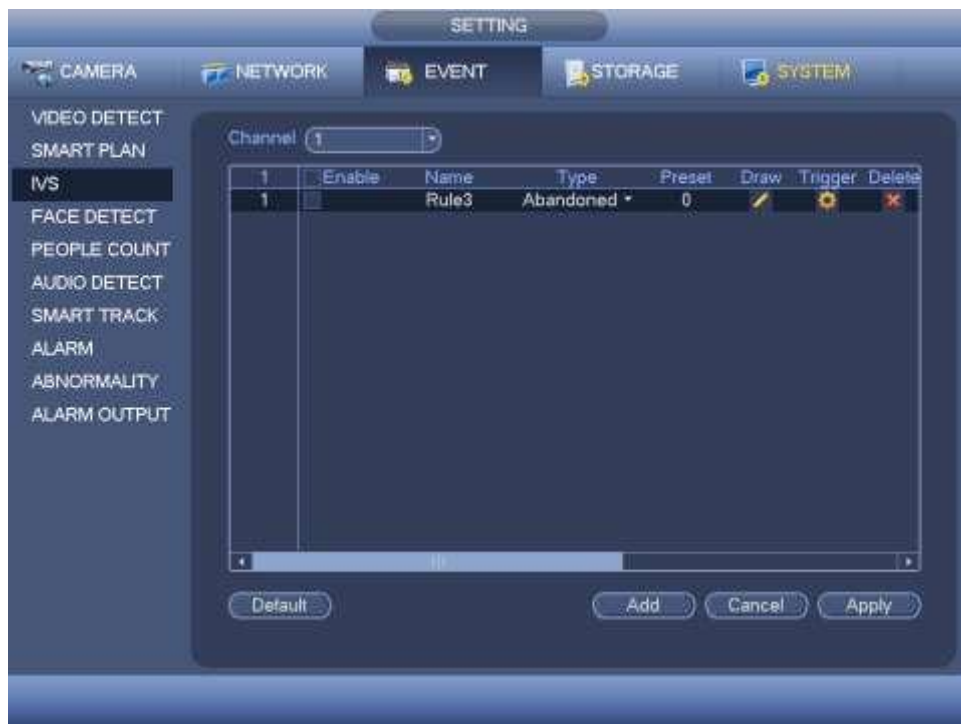 SETTING
CAMERA NETWORK EVENT STORAGE SYSTEM
VIDEO DETECT
SMART PLAN
IVS
FACE DETECT
PEOPLE COUNT
AUDIO DETECT
SMART TRACK
ALARM
ABNORMALITY
ALARM OUTPUT
Channel 1
1 Enable Name Type Preset Draw Trigger Delete
1 Rule3 Abandoned 0
Default Add Cancel Apply